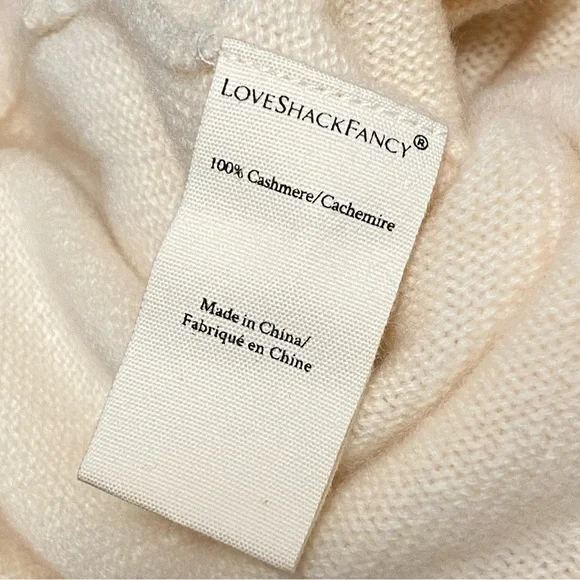 LoveShackFancy®
100% Cashmere/Cachemire
Made in China/
Fabriqué en Chine